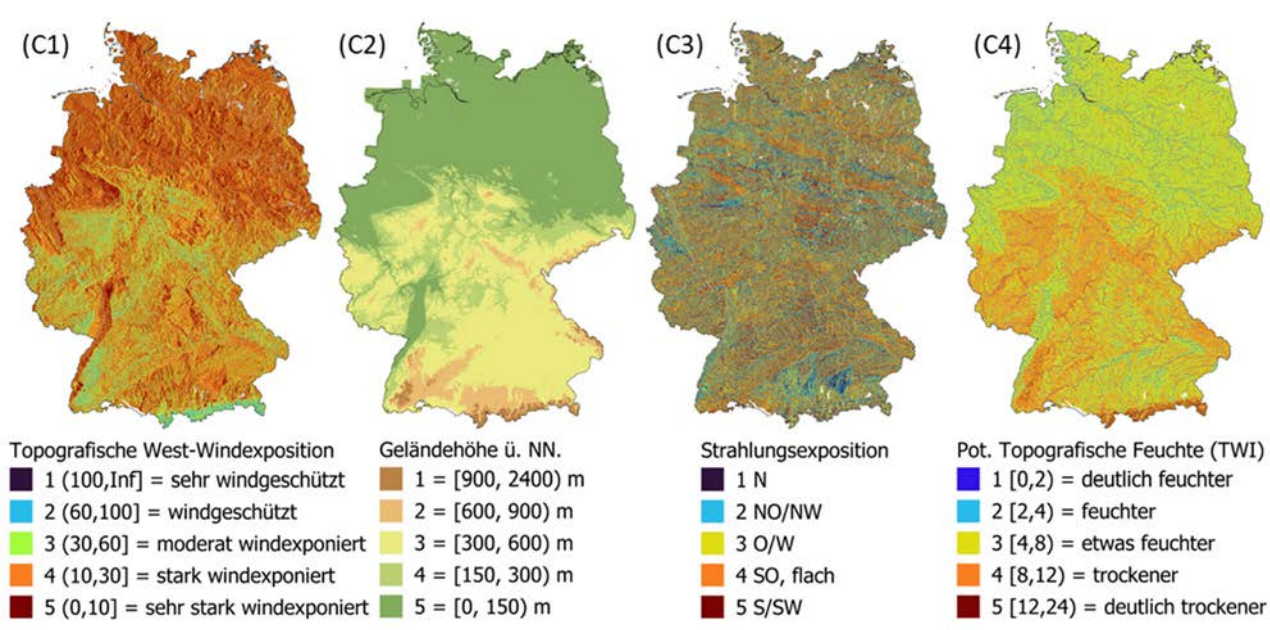 (C1)
(C2)
(C3)
(C4)
Topografische West-Windexposition
1 (100,Inf] = sehr windgeschützt
2 (60,100] = windgeschützt
3 (30,60] = moderat windexponiert
4 (10,30] = stark windexponiert
5 (0,10] = sehr stark windexponiert
Geländehöhe ü. NN.
1 = [900, 2400) m
2 = [600, 900) m
3 = [300, 600) m
4 = [150, 300) m
5 = [0, 150) m
Strahlungsexposition
1 N
2 NO/NW
3 O/W
4 SO, flach
5 S/SW
Pot. Topografische Feuchte (TWI)
1 [0,2) = deutlich feuchter
2 [2,4) = feuchter
3 [4,8) = etwas feuchter
4 [8,12) = trockener
5 [12,24) = deutlich trockener